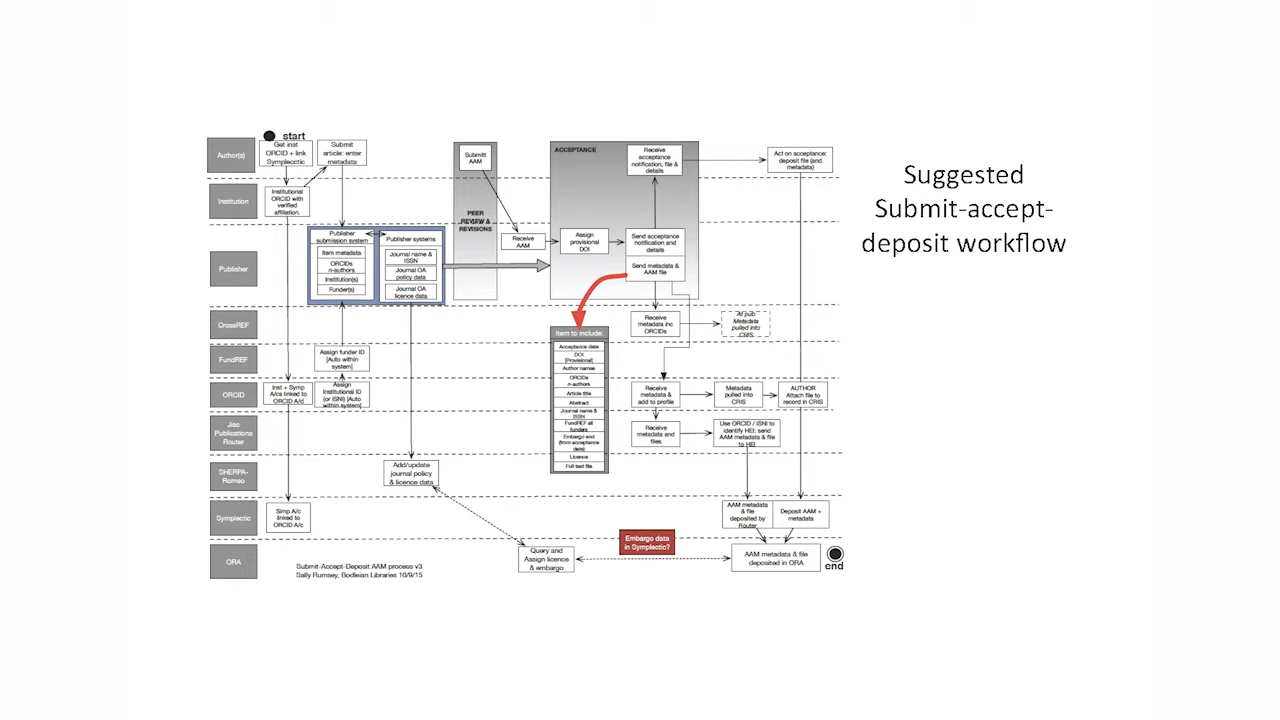 start
Author(s)
Get inst
ORCID + link
Symplecctic
Submit
article: enter
metadata
Submitt
AAM
ACCEPTANCE
Receive
acceptance
notification, file &
details
Act on acceptance:
deposit file (and
metadata)
Suggested
Submit-accept-
deposit workflow
Institution
Institutional
ORCID with
verified
affiliation.
PEER
REVIEW &
REVISIONS
Publisher
Publisher
submission system
Item metadata
ORCIDs
n-authors
Institution(s)
Funder(s)
Publisher systems
Journal name &
ISSN
Journal OA
policy data
Journal OA
licence data
Receive
AAM
Assign
provisional
DOI
Send acceptance
notification and
details
Send metadata &
AAM file
CrossREF
Item to include:
Acceptance date
DOI
[Provisional]
Author names
ORCIDs
n-authors
Article title
Abstract
Journal name &
ISSN
FundREF all
funders
Embargo end
(from acceptance
date)
Licence
Full text file
Receive
metadata inc
ORCIDs
At pub
Metadata
pulled into
CRIS
FundREF
Assign funder ID
[Auto within
system]
ORCID
Inst + Symp
A/cs linked to
ORCID A/c
Assign
Institutional ID
(or ISNI) [Auto
within system]
Receive
metadata &
add to profile
Metadata
pulled into
CRIS
AUTHOR
Attach file to
record in CRIS
Jisc
Publications
Router
Receive
metadata and
files
Use ORCID / ISNI to
identify HEI: send
AAM metadata & file
to HEI
SHERPA-
Romeo
Add/update
journal policy
& licence data
Symplectic
Simp A/c
linked to
ORCID A/c
AAM metadata
& file
deposited by
Router
Deposit AAM +
metadata
ORA
Submit-Accept-Deposit AAM process v3
Sally Rumsey, Bodleian Libraries 10/9/15
Query and
Assign licence
& embargo
Embargo data
in Symplectic?
AAM metadata & file
deposited in ORA
end